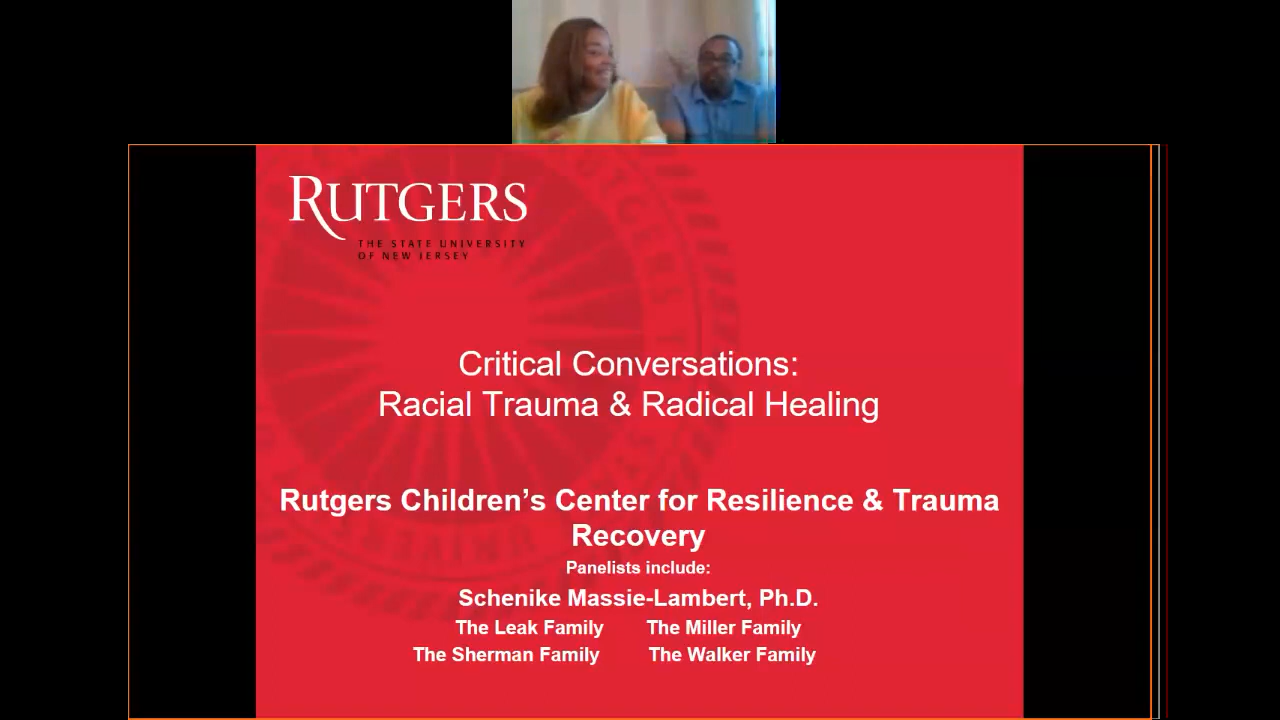 RUTGERS
THE STATE UNIVERSITY
OF NEW JERSEY
Critical Conversations:
Racial Trauma & Radical Healing
Rutgers Children’s Center for Resilience & Trauma
Recovery
Panelists include:
Schenike Massie-Lambert, Ph.D.
The Leak Family The Miller Family
The Sherman Family The Walker Family